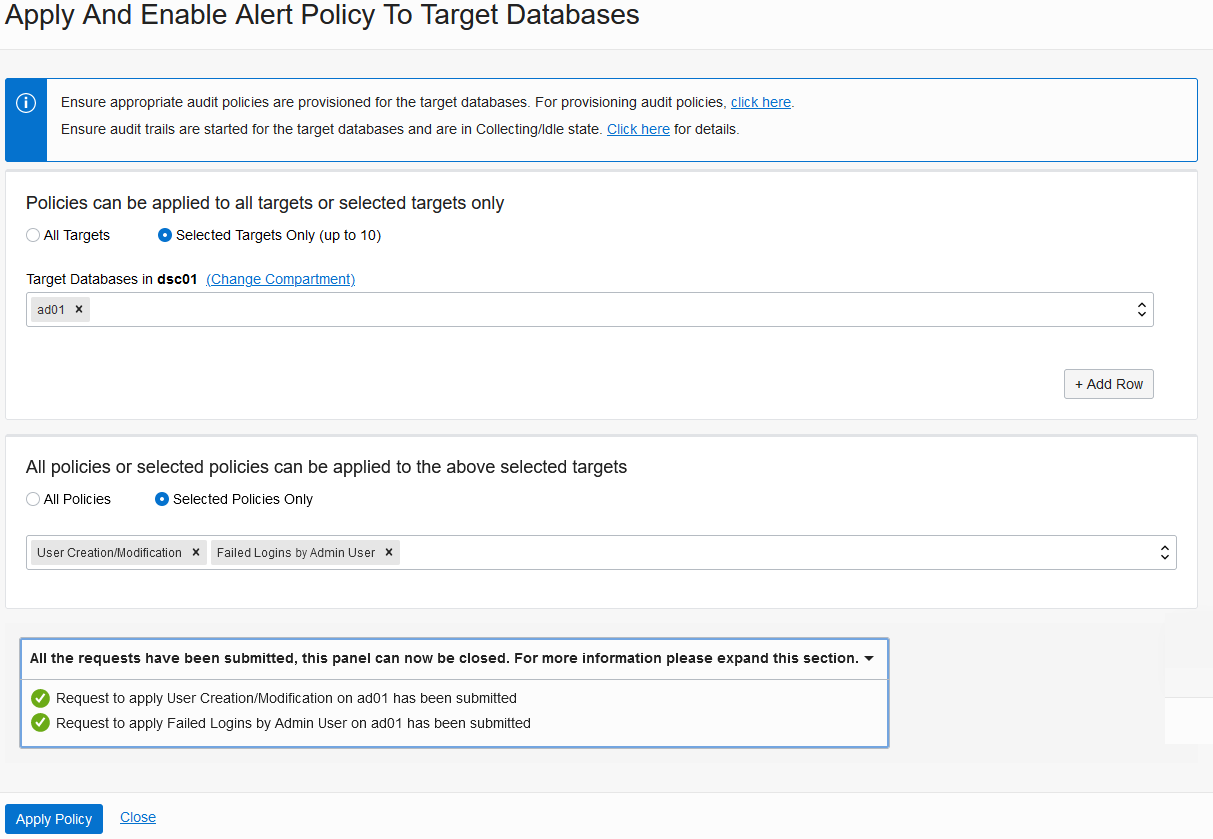 Apply And Enable Alert Policy To Target Databases
Ensure appropriate audit policies are provisioned for the target databases. For provisioning audit policies, click here.
Ensure audit trails are started for the target databases and are in Collecting/Idle state. Click here for details.
Policies can be applied to all targets or selected targets only
All Targets Selected Targets Only (up to 10)
Target Databases in dsc01 (Change Compartment)
ad01 ×
+ Add Row
All policies or selected policies can be applied to the above selected targets
All Policies Selected Policies Only
User Creation/Modification × Failed Logins by Admin User ×
All the requests have been submitted, this panel can now be closed. For more information please expand this section.
Request to apply User Creation/Modification on ad01 has been submitted
Request to apply Failed Logins by Admin User on ad01 has been submitted
Apply Policy Close